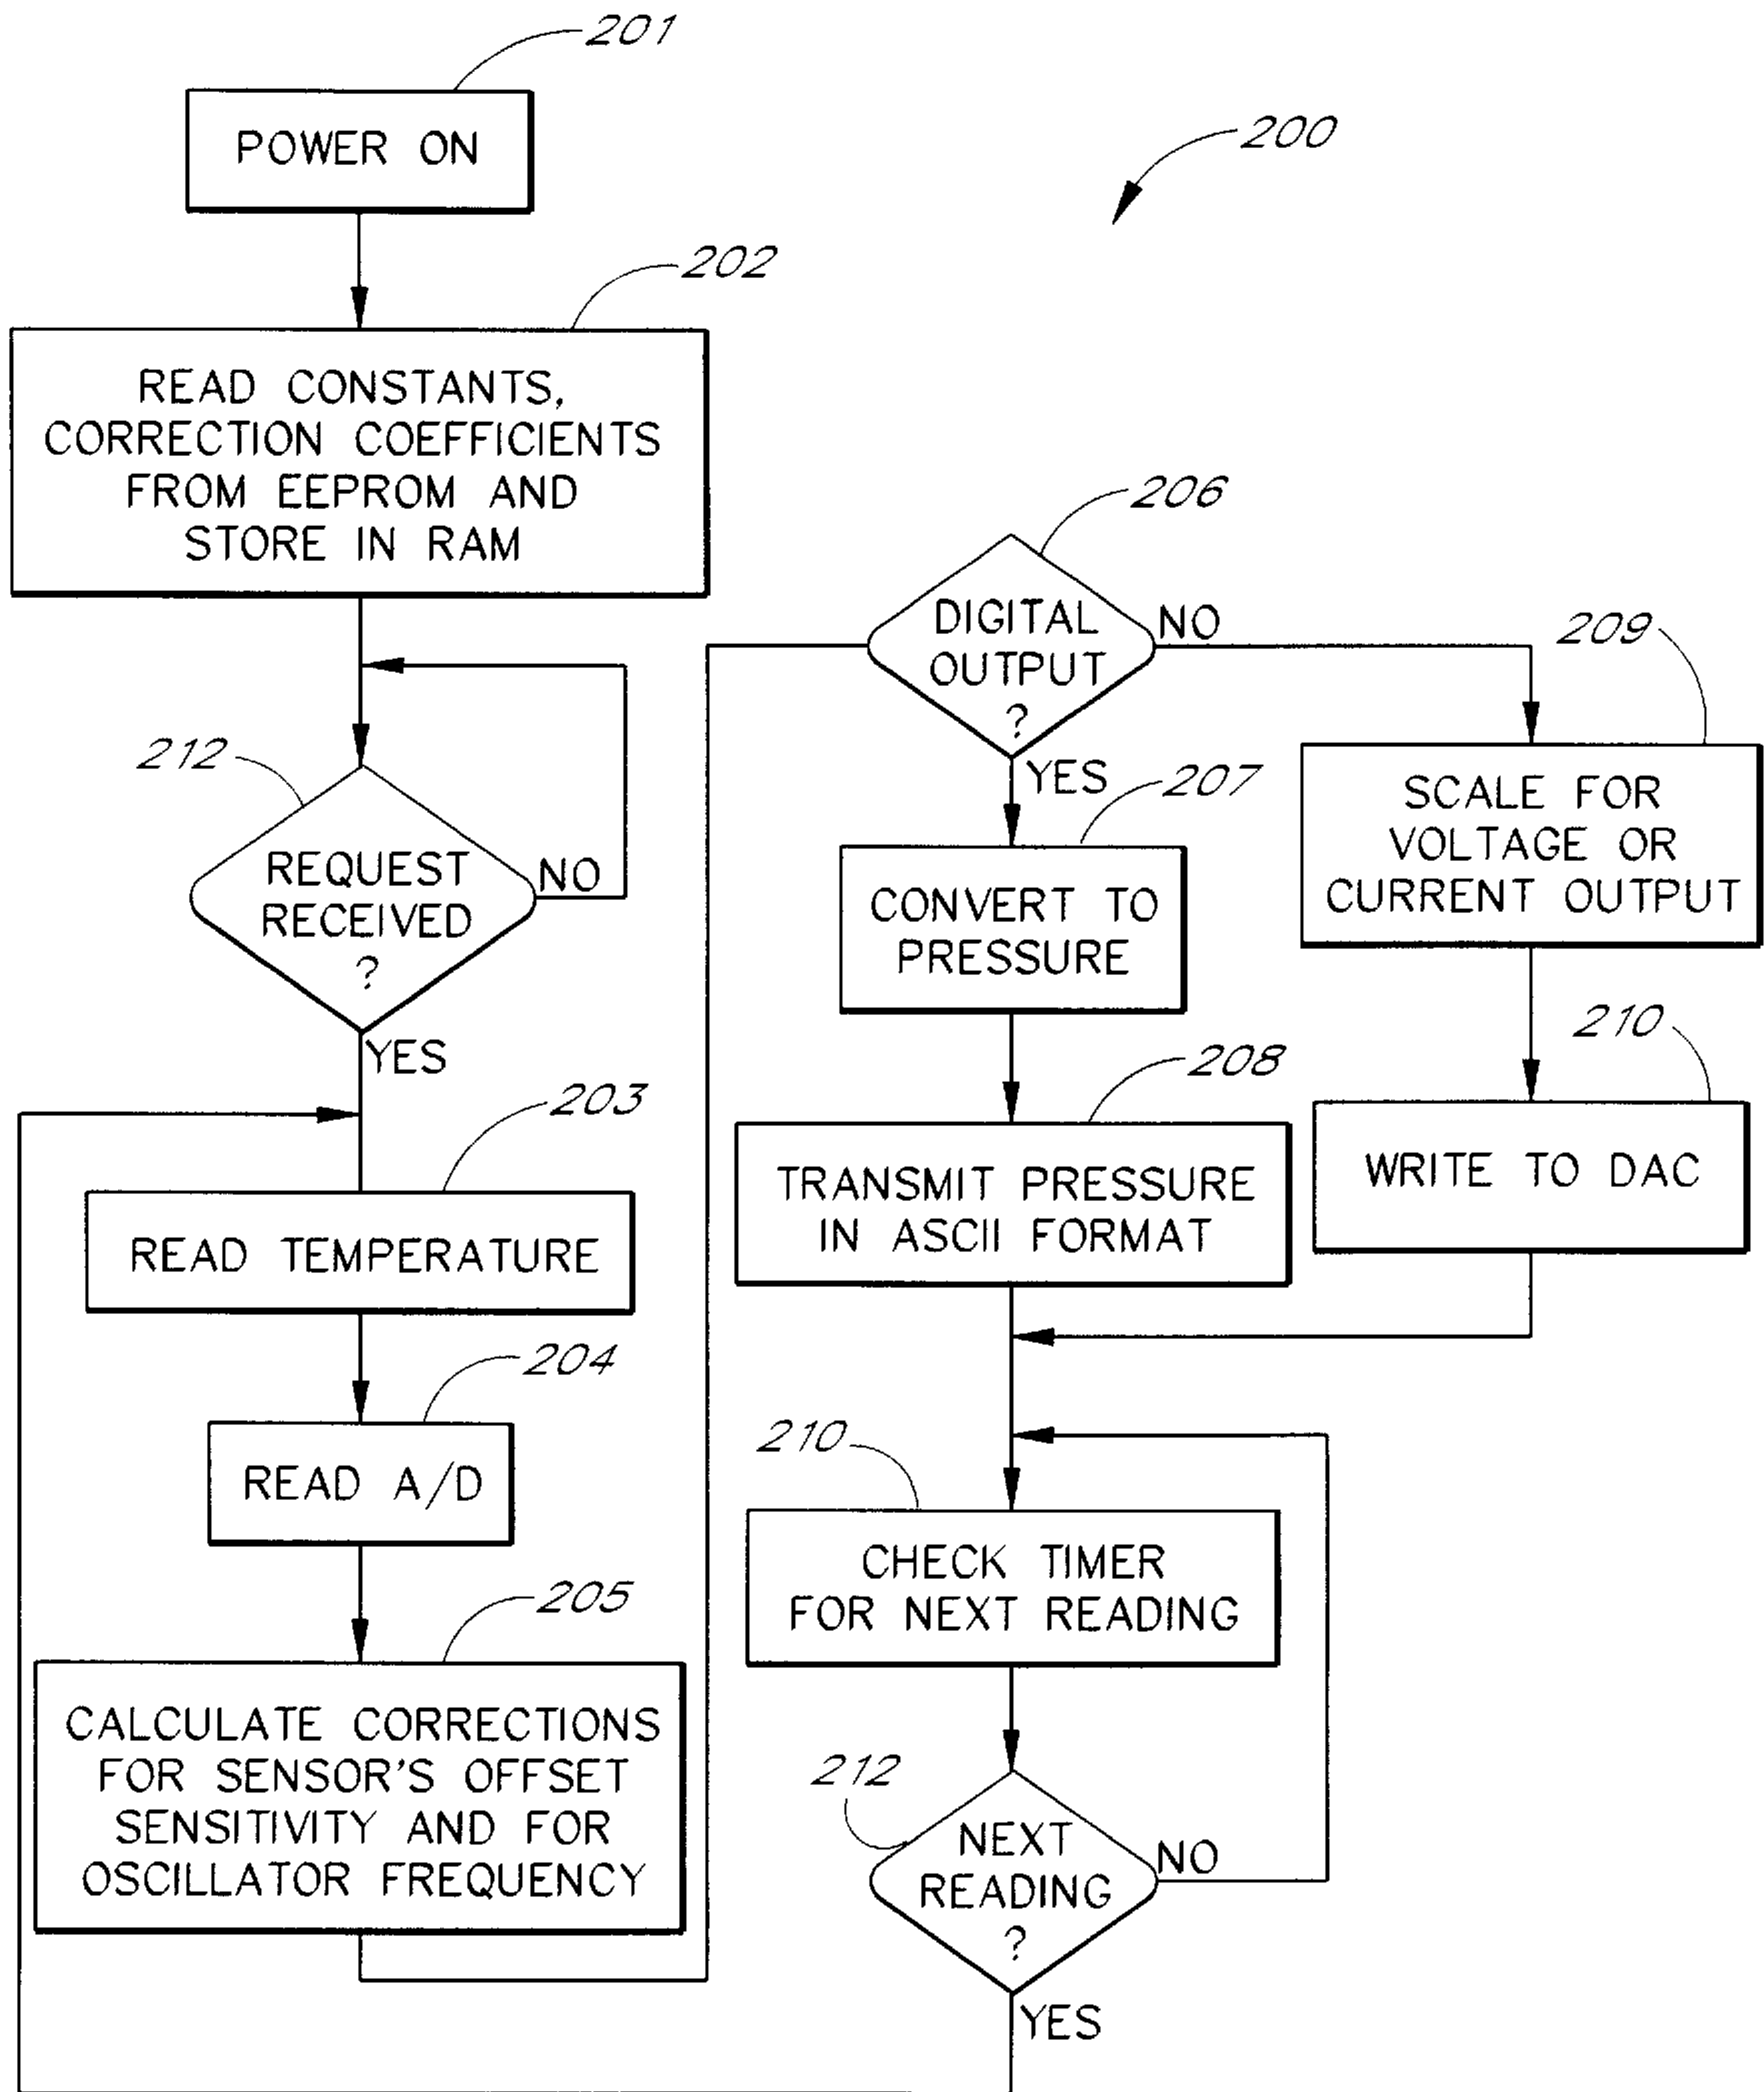 201
POWER ON
200
202
READ CONSTANTS,
CORRECTION COEFFICIENTS
FROM EEPROM AND
STORE IN RAM
212
REQUEST
RECEIVED
?
NO
YES
203
READ TEMPERATURE
204
READ A/D
205
CALCULATE CORRECTIONS
FOR SENSOR'S OFFSET
SENSITIVITY AND FOR
OSCILLATOR FREQUENCY
206
DIGITAL
OUTPUT
?
NO
YES
207
CONVERT TO
PRESSURE
208
TRANSMIT PRESSURE
IN ASCII FORMAT
209
SCALE FOR
VOLTAGE OR
CURRENT OUTPUT
210
WRITE TO DAC
210
CHECK TIMER
FOR NEXT READING
212
NEXT
READING
?
NO
YES